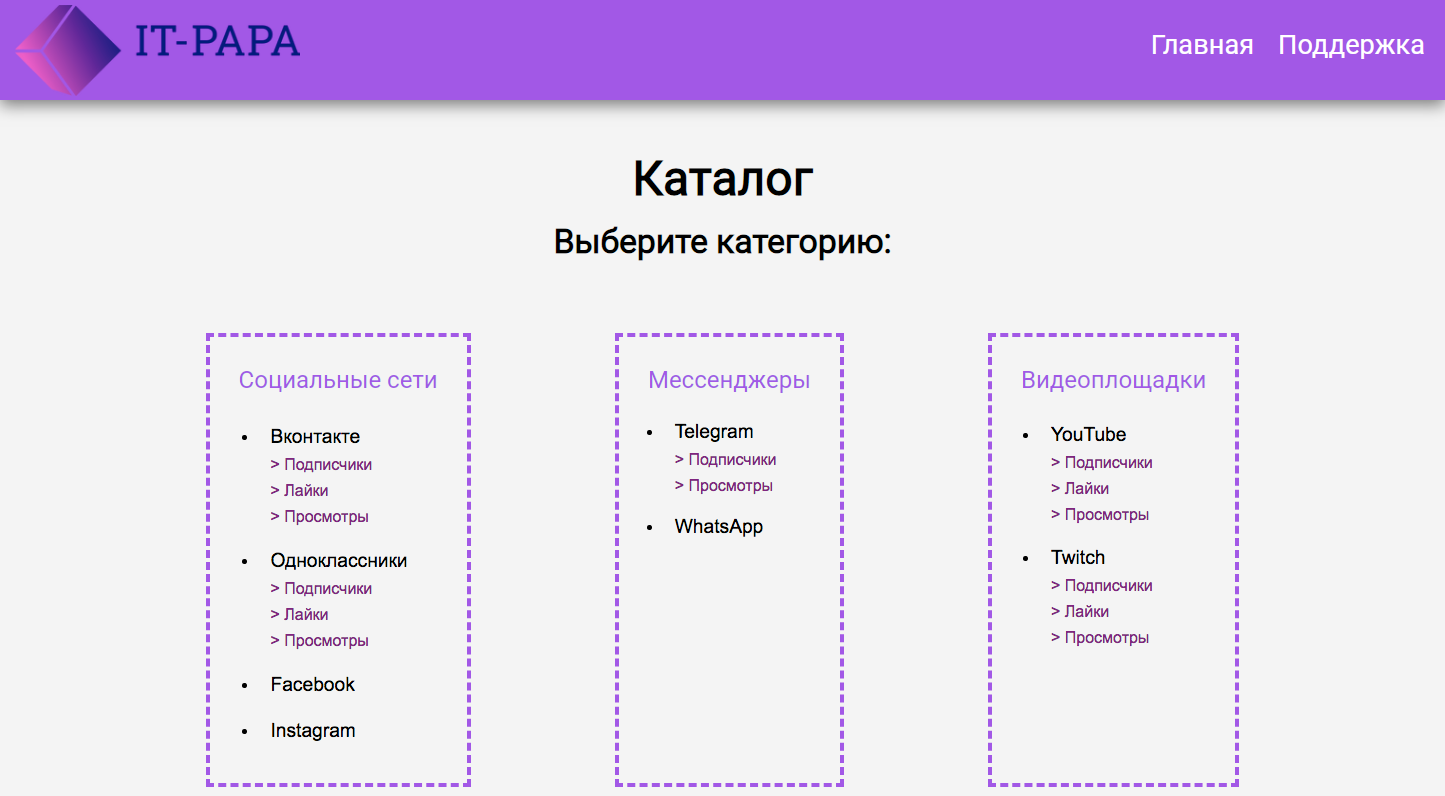 IT-PAPA
Главная Поддержка
Каталог
Выберите категорию:
Социальные сети
• Вконтакте
> Подписчики
> Лайки
> Просмотры
• Одноклассники
> Подписчики
> Лайки
> Просмотры
• Facebook
• Instagram
Мессенджеры
• Telegram
> Подписчики
> Просмотры
• WhatsApp
Видеоплощадки
• YouTube
> Подписчики
> Лайки
> Просмотры
• Twitch
> Подписчики
> Лайки
> Просмотры